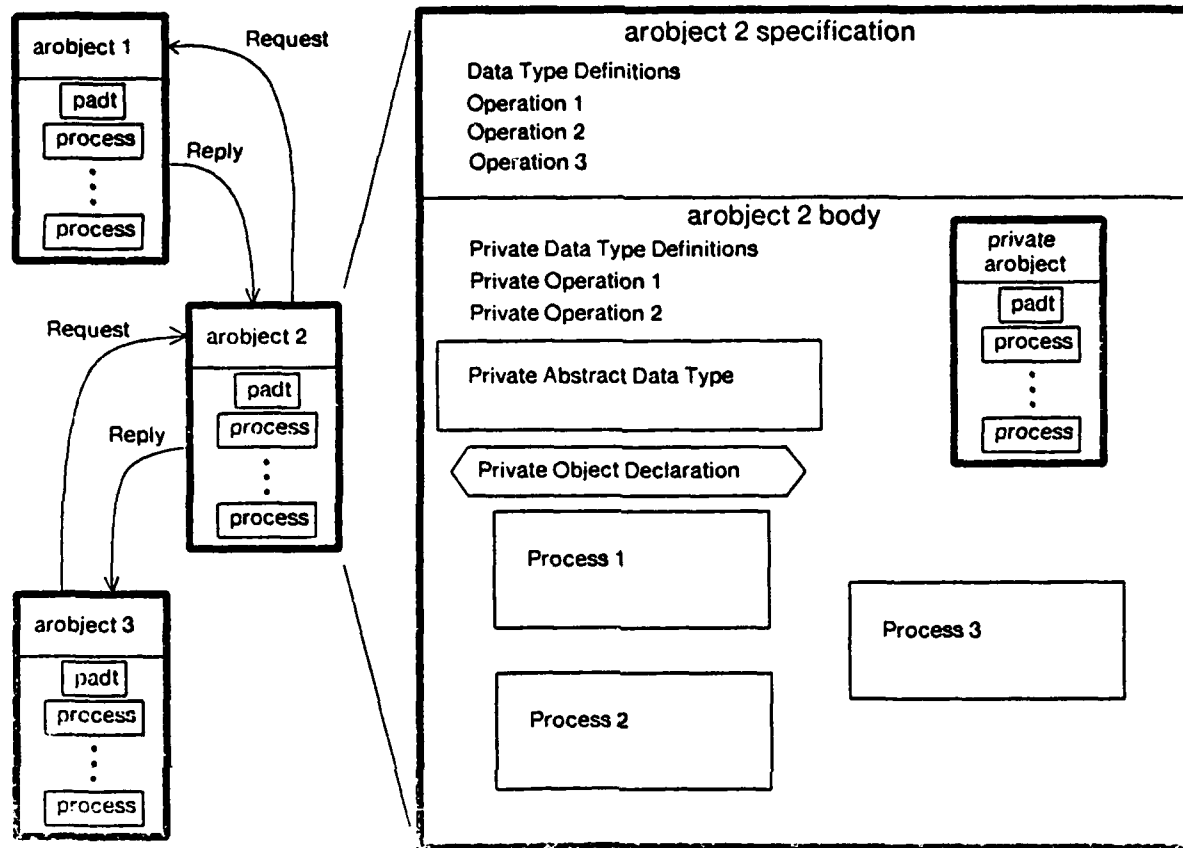 arobject 1
padt
process
process
Request
Reply
arobject 2
padt
process
process
Request
Reply
arobject 3
padt
process
process
arobject 2 specification
Data Type Definitions
Operation 1
Operation 2
Operation 3
arobject 2 body
Private Data Type Definitions
Private Operation 1
Private Operation 2
Private Abstract Data Type
Private Object Declaration
Process 1
Process 2
private
arobject
padt
process
process
Process 3